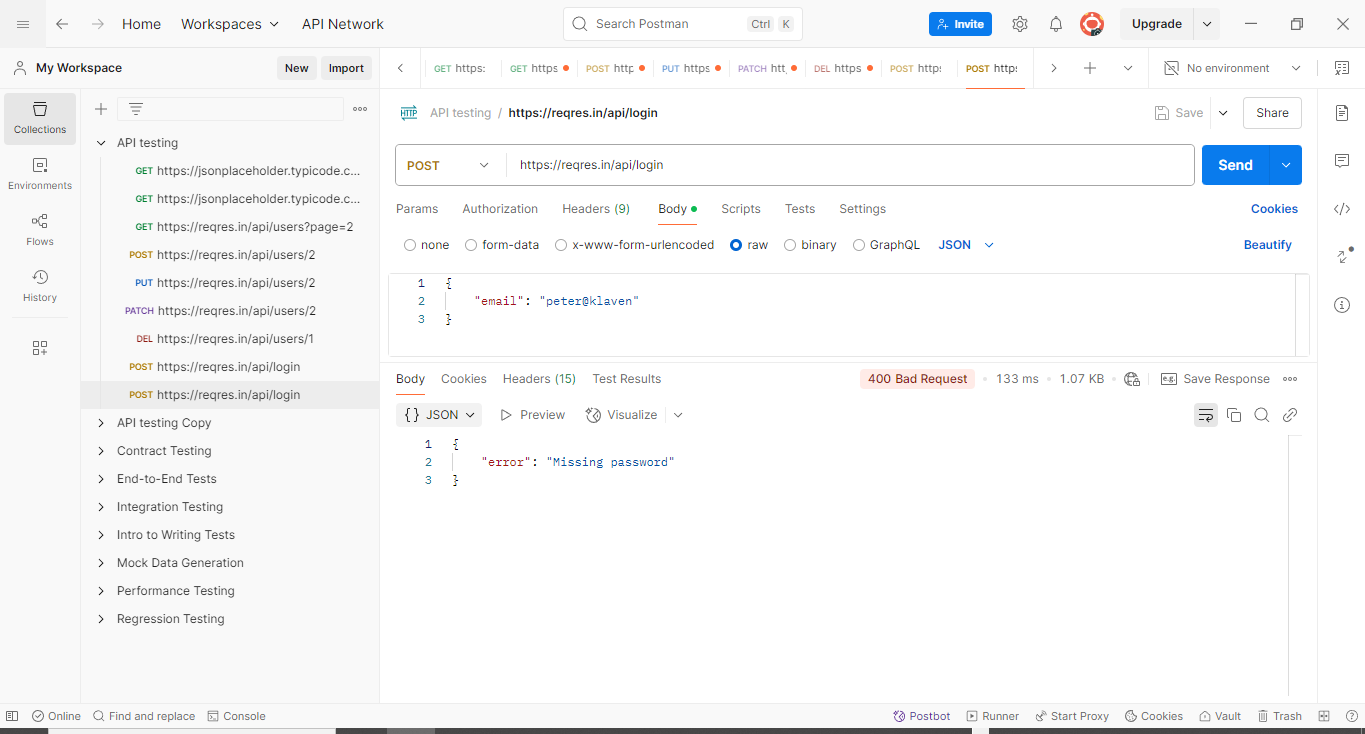 Home Workspaces API Network Search Postman Ctrl K Invite Upgrade
My Workspace New Import GET https: GET https POST http PUT https PATCH htt DEL https POST https POST https No environment
Collections
Environments
Flows
History
API testing
GET https://jsonplaceholder.typicode.c...
GET https://jsonplaceholder.typicode.c...
GET https://reqres.in/api/users?page=2
POST https://reqres.in/api/users/2
PUT https://reqres.in/api/users/2
PATCH https://reqres.in/api/users/2
DEL https://reqres.in/api/users/1
POST https://reqres.in/api/login
POST https://reqres.in/api/login
API testing Copy
Contract Testing
End-to-End Tests
Integration Testing
Intro to Writing Tests
Mock Data Generation
Performance Testing
Regression Testing
HTTP API testing / https://reqres.in/api/login Save Share
POST https://reqres.in/api/login Send
Params Authorization Headers (9) Body Scripts Tests Settings Cookies
none form-data x-www-form-urlencoded raw binary GraphQL JSON Beautify
1 {
2 "email": "peter@klaven"
3 }
Body Cookies Headers (15) Test Results 400 Bad Request 133 ms 1.07 KB e.g. Save Response
{} JSON Preview Visualize
1 {
2 "error": "Missing password"
3 }
Online Find and replace Console Postbot Runner Start Proxy Cookies Vault Trash